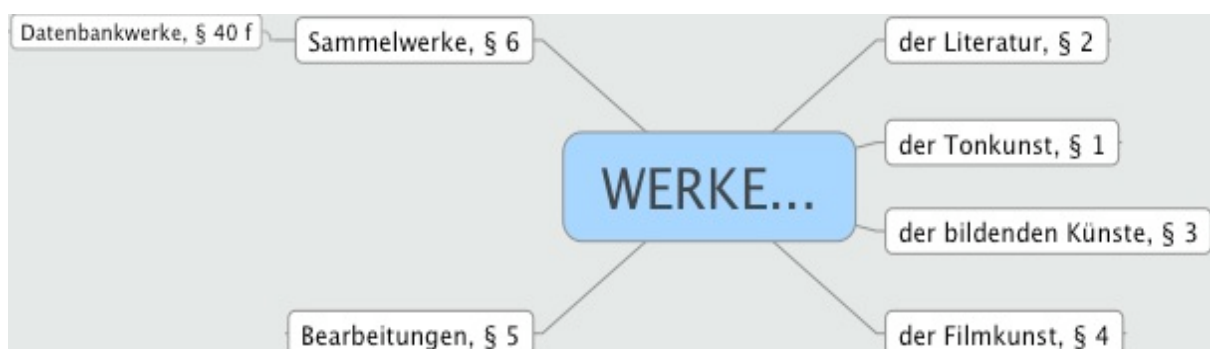 Datenbankwerke, § 40 f
Sammelwerke, § 6
der Literatur, § 2
der Tonkunst, § 1
WERKE...
der bildenden Künste, § 3
Bearbeitungen, § 5
der Filmkunst, § 4